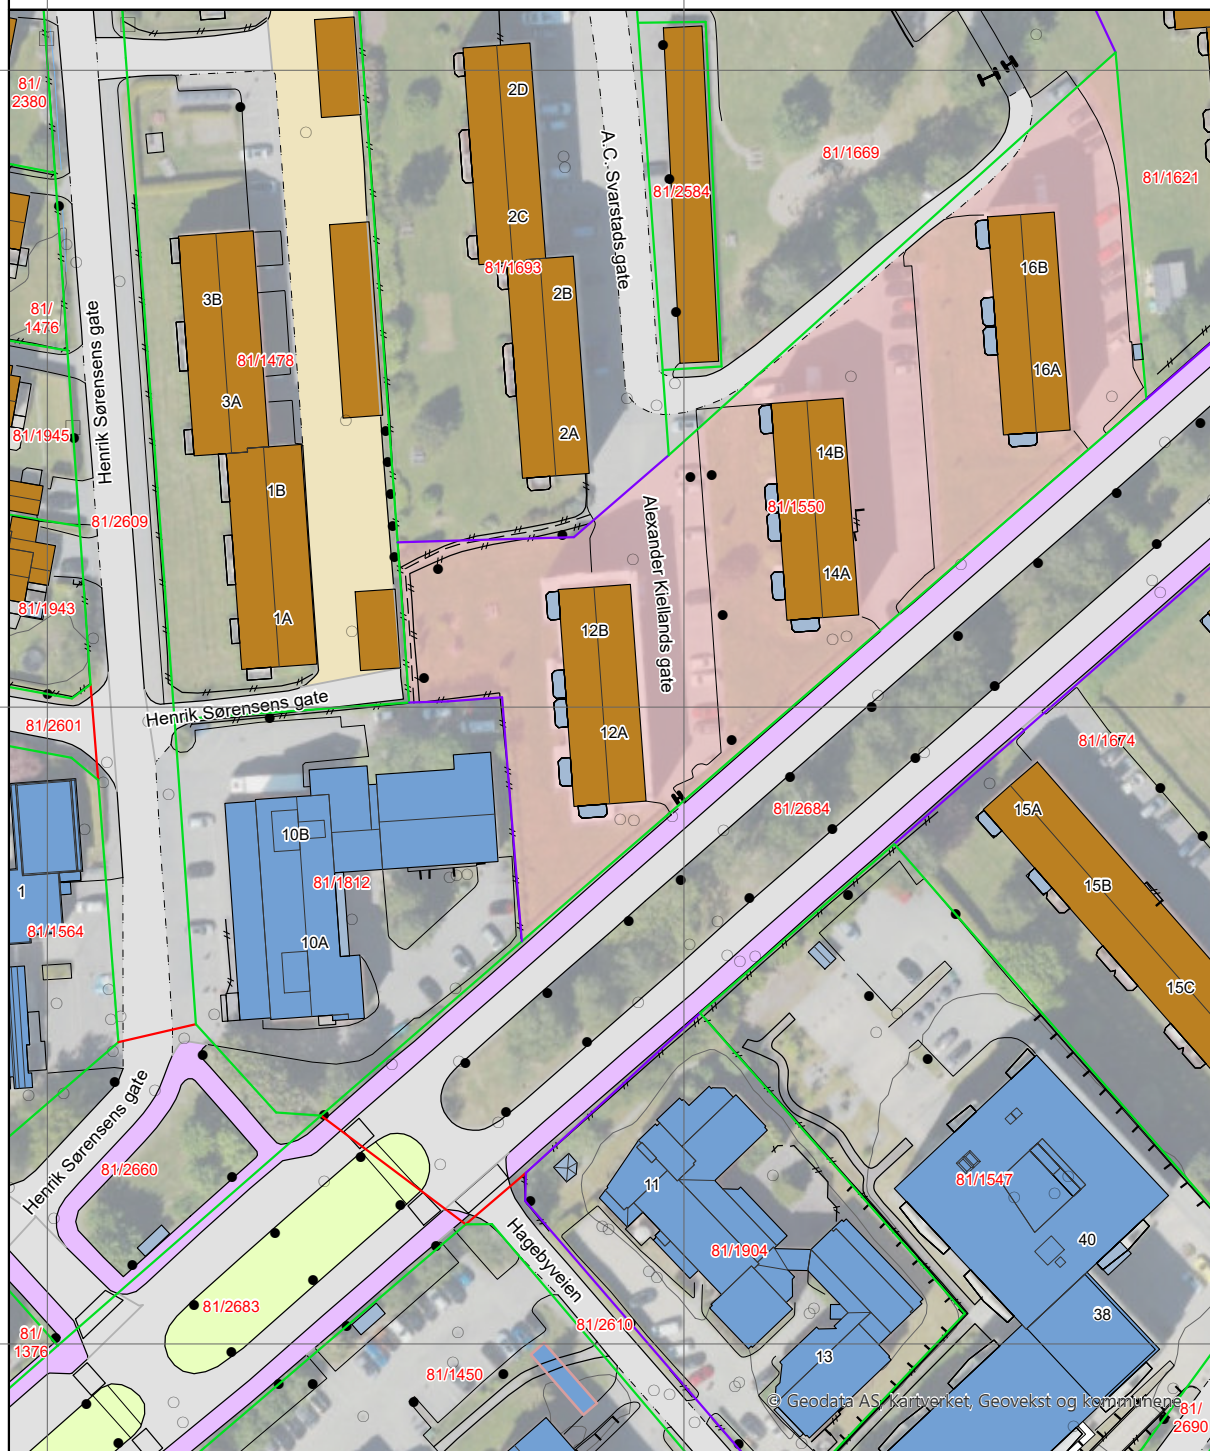 81/
2380
2D
A.C. Svarstads gate
81/1669
81/1621
81/2584
2C
81/1693
16B
2B
3B
81/
1476
81/1478
16A
3A
Henrik Sørensens gate
81/1945
2A
14B
1B
81/1550
81/2609
Alexander Kiellands gate
14A
81/1943
1A
12B
Henrik Sørensens gate
81/2601
12A
81/1674
81/2684
15A
10B
81/1812
15B
1
81/1564
10A
15C
Henrik Sørensens gate
81/2660
11
81/1547
Hagebyveien
40
81/1904
81/2683
38
81/2610
81/
1376
13
81/1450
© Geodata AS, Kartverket, Geovekst og kommunene
81/
2690